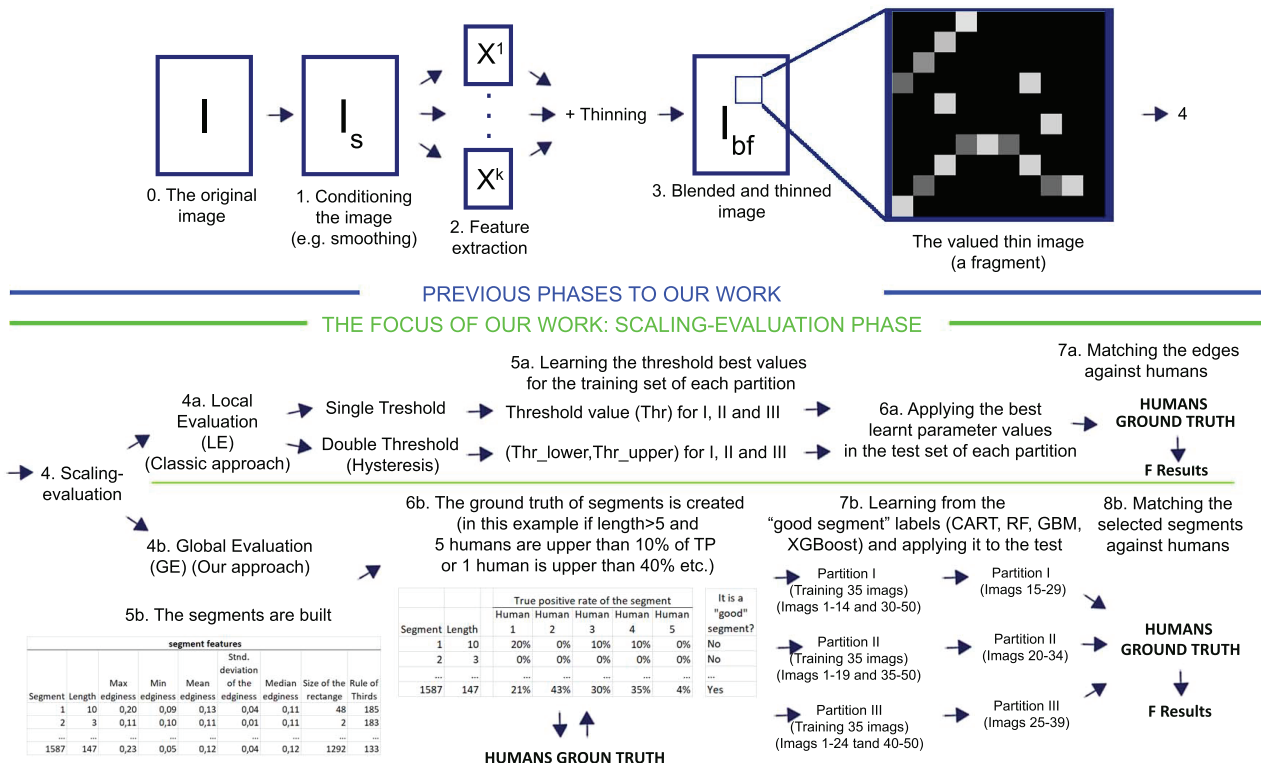 I
I_s
X^1
X^k
+ Thinning
I_bf
4
0. The original
image
1. Conditioning
the image
(e.g. smoothing)
2. Feature
extraction
3. Blended and thinned
image
The valued thin image
(a fragment)
PREVIOUS PHASES TO OUR WORK
THE FOCUS OF OUR WORK: SCALING-EVALUATION PHASE
4. Scaling-
evaluation
4a. Local
Evaluation
(LE)
(Classic approach)
Single Treshold
Double Threshold
(Hysteresis)
5a. Learning the threshold best values
for the training set of each partition
Threshold value (Thr) for I, II and III
(Thr_lower,Thr_upper) for I, II and III
6a. Applying the best
learnt parameter values
in the test set of each partition
7a. Matching the edges
against humans
HUMANS
GROUND TRUTH
F Results
4b. Global Evaluation
(GE) (Our approach)
5b. The segments are built
segment features
Segment Length Max edginess Min edginess Mean edginess Stnd. deviation of the edginess Median edginess Size of the rectange Rule of Thirds
1 10 0,20 0,09 0,13 0,04 0,11 48 185
2 3 0,11 0,10 0,11 0,01 0,11 2 183
... ... ... ... ... ... ... ... ...
1587 147 0,23 0,05 0,12 0,04 0,12 1292 133
6b. The ground truth of segments is created
(in this example if length>5 and
5 humans are upper than 10% of TP
or 1 human is upper than 40% etc.)
True positive rate of the segment
Segment Length Human 1 Human 2 Human 3 Human 4 Human 5 It is a "good" segment?
1 10 20% 0% 10% 10% 0% No
2 3 0% 0% 0% 0% 0% No
... ... ... ... ... ... ... ...
1587 147 21% 43% 30% 35% 4% Yes
HUMANS GROUN TRUTH
7b. Learning from the
“good segment” labels (CART, RF, GBM,
XGBoost) and applying it to the test
Partition I
(Training 35 imags)
(Imags 1-14 and 30-50)
Partition I
(Imags 15-29)
Partition II
(Training 35 imags)
(Imags 1-19 and 35-50)
Partition II
(Imags 20-34)
Partition III
(Training 35 imags)
(Imags 1-24 tand 40-50)
Partition III
(Imags 25-39)
8b. Matching the
selected segments
against humans
HUMANS
GROUND TRUTH
F Results